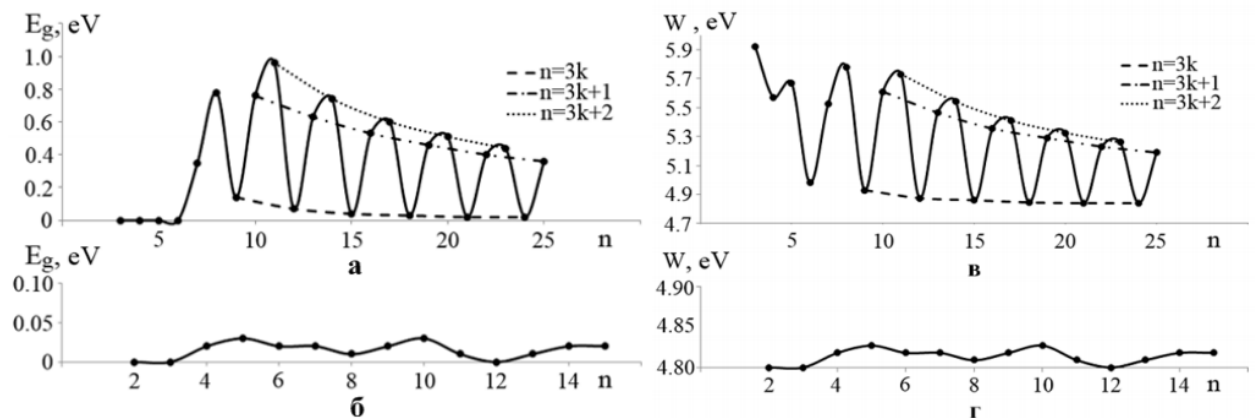 E_g, eV
1.0
0.8
0.6
0.4
0.2
0
5 10 15 20 25 n
n=3k
n=3k+1
n=3k+2
а
W , eV
5.9
5.7
5.5
5.3
5.1
4.9
4.7
5 10 15 20 25 n
n=3k
n=3k+1
n=3k+2
в
E_g, eV
0.10
0.05
0
2 4 6 8 10 12 14 n
б
W, eV
4.90
4.85
4.80
2 4 6 8 10 12 14 n
г